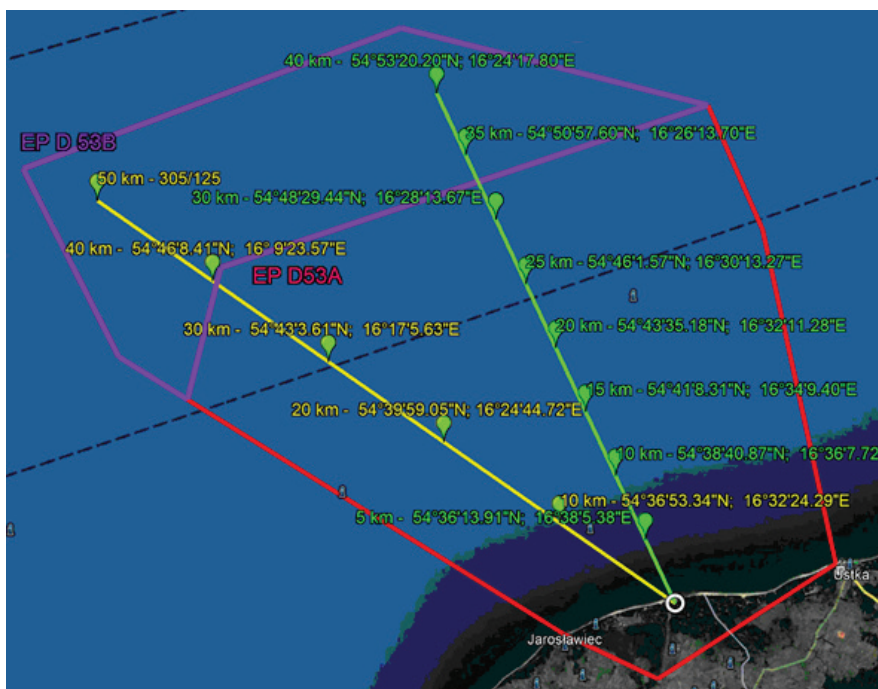 40 km - 54°53'20.20"N; 16°24'17.80"E
35 km - 54°50'57.60"N; 16°26'13.70"E
EP D 53B
50 km - 305/125
30 km - 54°48'29.44"N; 16°28'13.67"E
40 km - 54°46'8.41"N; 16° 9'23.57"E
EP D53A
25 km - 54°46'1.57"N; 16°30'13.27"E
30 km - 54°43'3.61"N; 16°17'5.63"E
20 km - 54°43'35.18"N; 16°32'11.28"E
15 km - 54°41'8.31"N; 16°34'9.40"E
20 km - 54°39'59.05"N; 16°24'44.72"E
10 km - 54°38'40.87"N; 16°36'7.72
10 km - 54°36'53.34"N; 16°32'24.29"E
5 km - 54°36'13.91"N; 16°38'5.38"E
Ustka
Jarosławiec